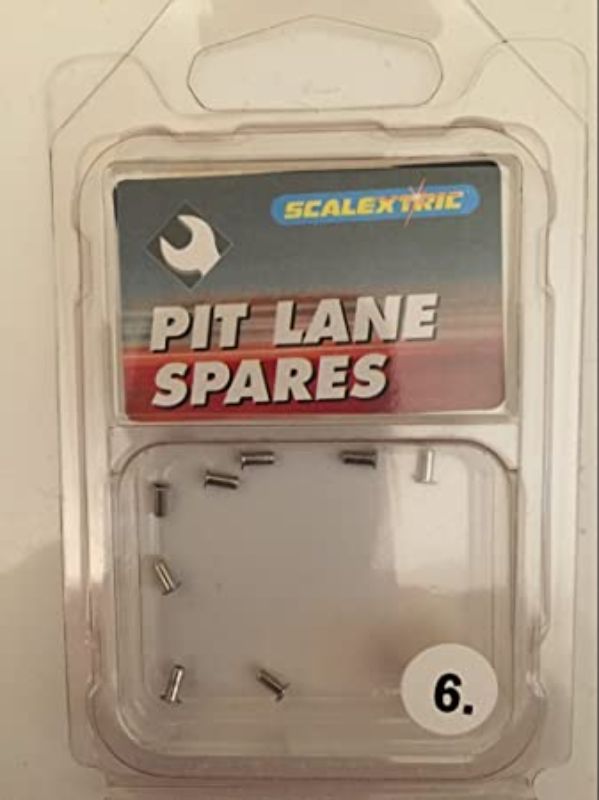 SCALEXTRIC
PIT LANE
SPARES
6.